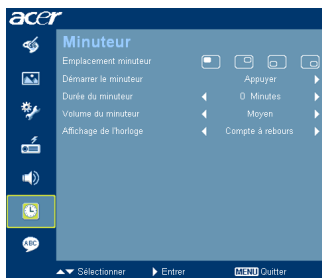 acer
Minuteur
Emplacement minuteur
Démarrer le minuteur Appuyer
Durée du minuteur 0 Minutes
Volume du minuteur Moyen
Affichage de l'horloge Compte à rebours
ABC
Sélectionner Entrer MENU Quitter